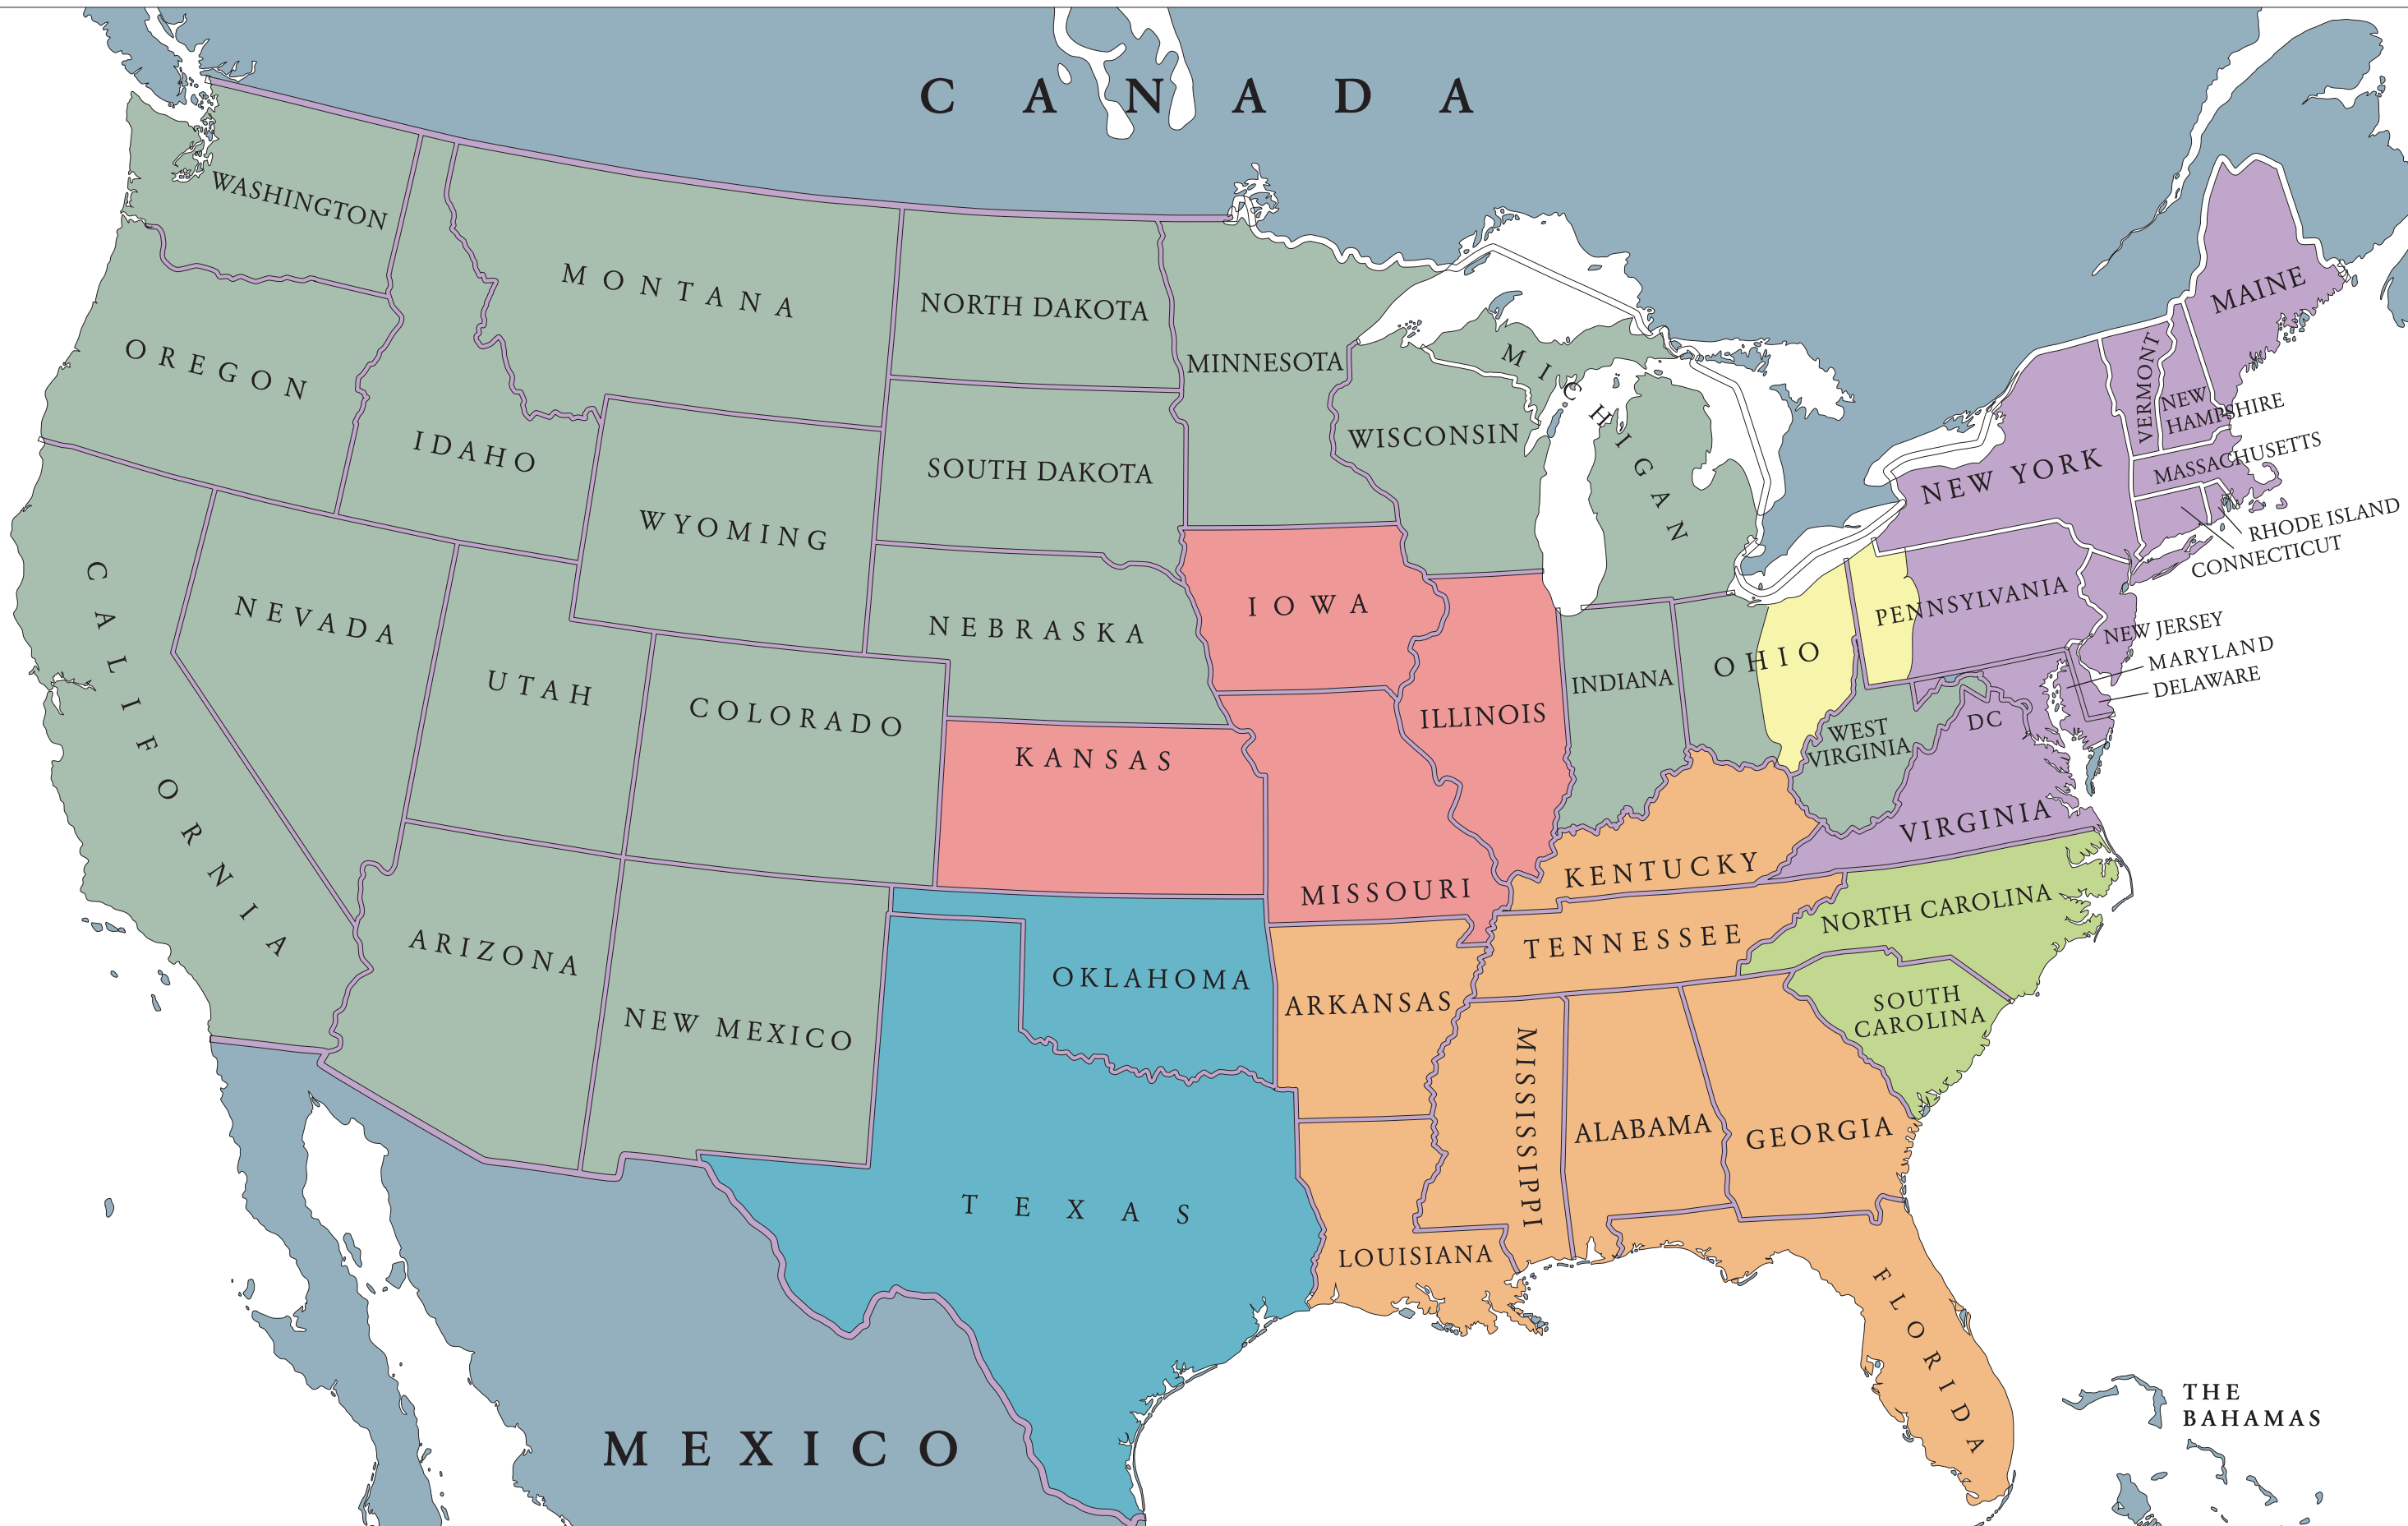 CANADA
WASHINGTON
MONTANA
NORTH DAKOTA
MINNESOTA
OREGON
IDAHO
WYOMING
SOUTH DAKOTA
WISCONSIN
MICHIGAN
MAINE
VERMONT
NEW
HAMPSHIRE
MASSACHUSETTS
NEW YORK
RHODE ISLAND
CONNECTICUT
CALIFORNIA
NEVADA
UTAH
COLORADO
NEBRASKA
IOWA
KANSAS
ILLINOIS
INDIANA
OHIO
PENNSYLVANIA
NEW JERSEY
MARYLAND
DELAWARE
WEST
VIRGINIA
DC
VIRGINIA
MISSOURI
KENTUCKY
ARIZONA
NEW MEXICO
OKLAHOMA
ARKANSAS
TENNESSEE
NORTH CAROLINA
SOUTH
CAROLINA
TEXAS
LOUISIANA
MISSISSIPPI
ALABAMA
GEORGIA
FLORIDA
MEXICO
THE
BAHAMAS